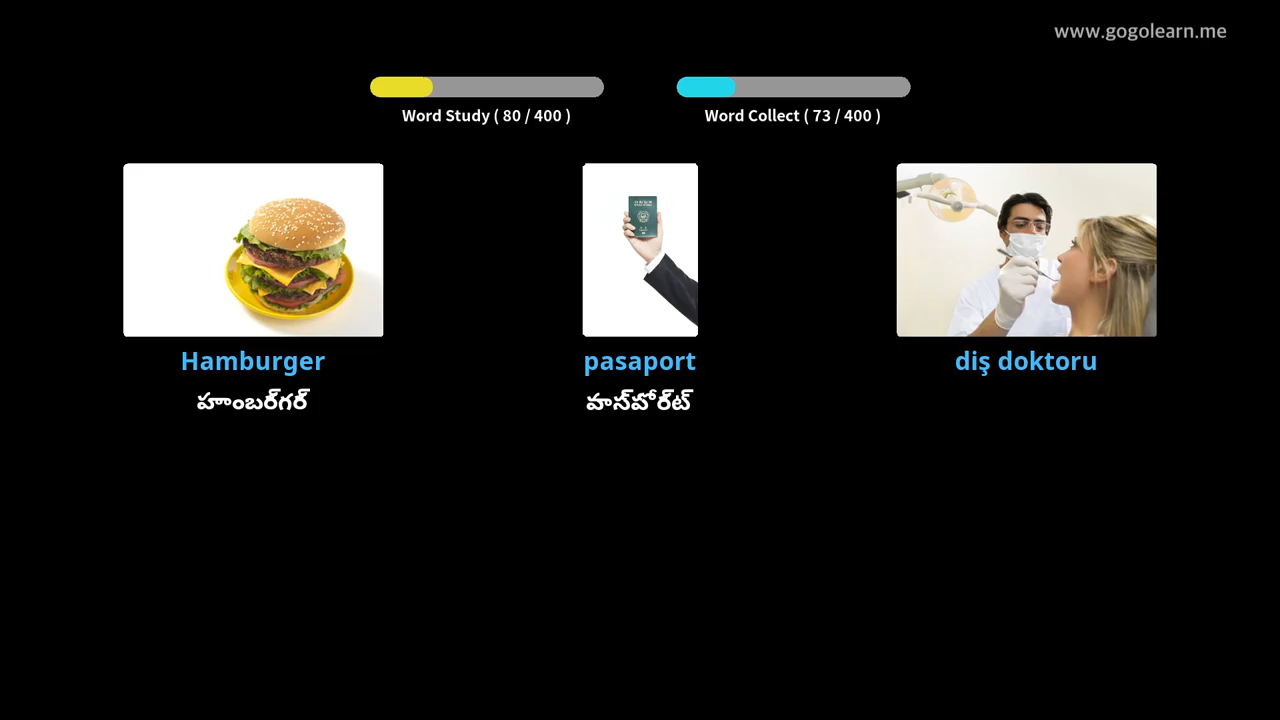 www.gogolearn.me
Word Study ( 80 / 400 )
Word Collect ( 73 / 400 )
Hamburger
pasaport
diş doktoru
హాంబర్‌గర్
పాస్‌పోర్‌ట్